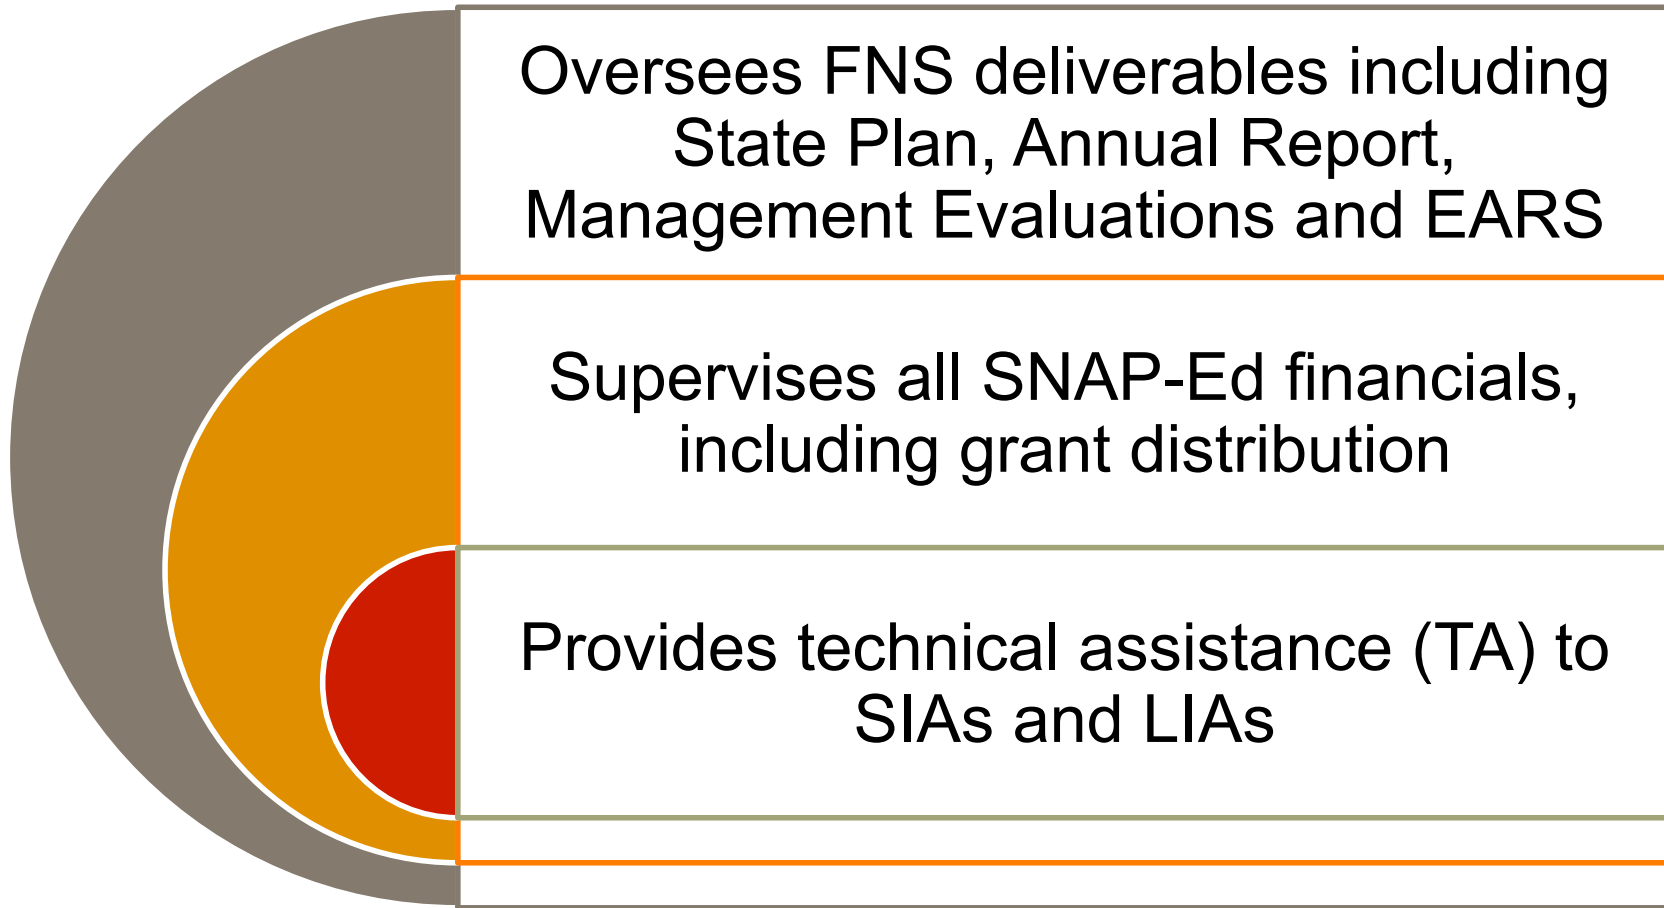 Oversees FNS deliverables including
State Plan, Annual Report,
Management Evaluations and EARS
Supervises all SNAP-Ed financials,
including grant distribution
Provides technical assistance (TA) to
SIAs and LIAs